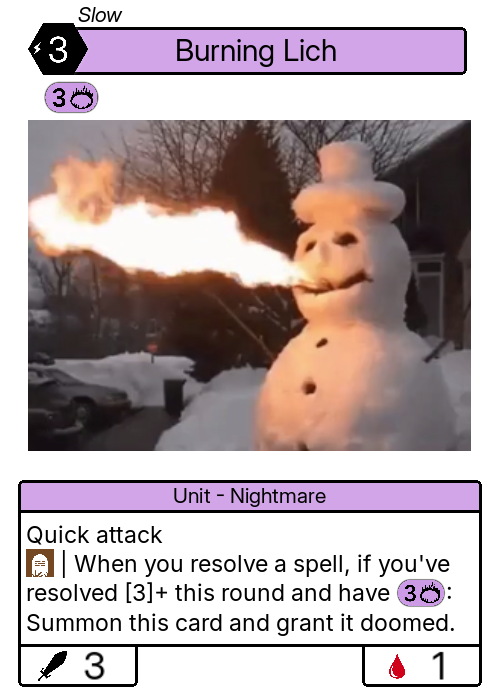 Slow
3 Burning Lich
3
Unit - Nightmare
Quick attack
| When you resolve a spell, if you've
resolved [3]+ this round and have 3 :
Summon this card and grant it doomed.
3 1